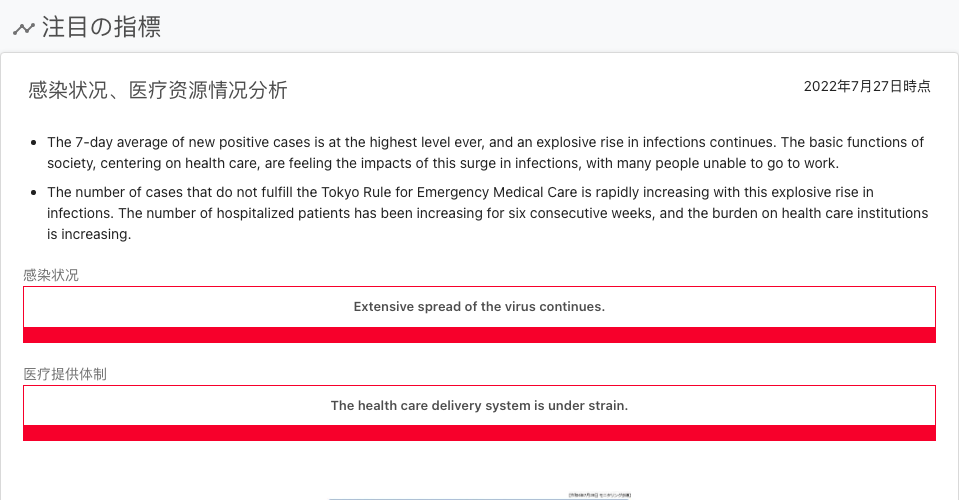 注目の指標
感染状况、医疗资源情况分析
2022年7月27日時点
The 7-day average of new positive cases is at the highest level ever, and an explosive rise in infections continues. The basic functions of
society, centering on health care, are feeling the impacts of this surge in infections, with many people unable to go to work.
The number of cases that do not fulfill the Tokyo Rule for Emergency Medical Care is rapidly increasing with this explosive rise in
infections. The number of hospitalized patients has been increasing for six consecutive weeks, and the burden on health care institutions
is increasing.
感染状况
Extensive spread of the virus continues.
医疗提供体制
The health care delivery system is under strain.